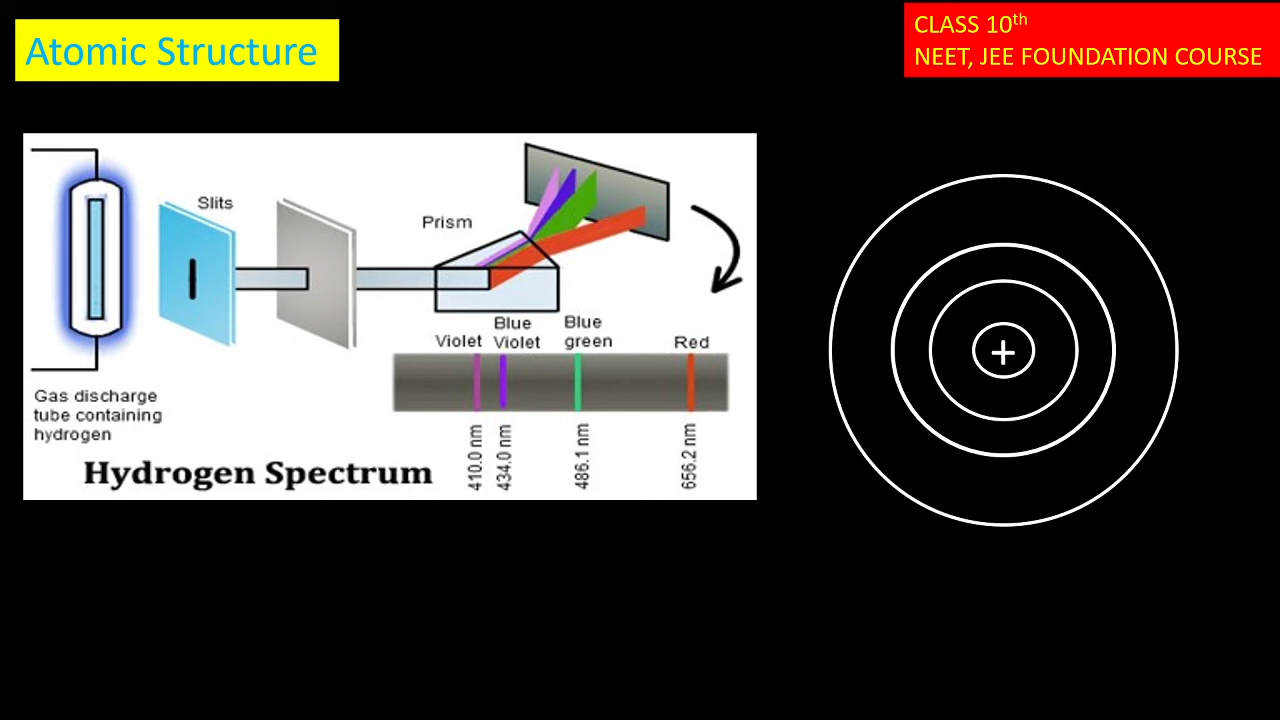 Atomic Structure
CLASS 10th
NEET, JEE FOUNDATION COURSE
Slits
Prism
Violet
Blue
Violet
Blue
green
Red
Gas discharge
tube containing
hydrogen
410.0 nm
434.0 nm
486.1 nm
656.2 nm
Hydrogen Spectrum
+